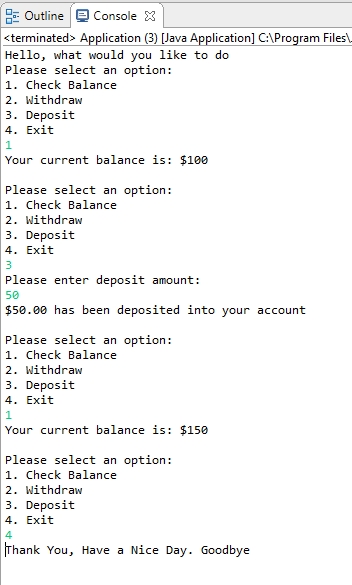 Outline Console
<terminated> Application (3) [Java Application] C:\Program Files\
Hello, what would you like to do
Please select an option:
1. Check Balance
2. Withdraw
3. Deposit
4. Exit
1
Your current balance is: $100
Please select an option:
1. Check Balance
2. Withdraw
3. Deposit
4. Exit
3
Please enter deposit amount:
50
$50.00 has been deposited into your account
Please select an option:
1. Check Balance
2. Withdraw
3. Deposit
4. Exit
1
Your current balance is: $150
Please select an option:
1. Check Balance
2. Withdraw
3. Deposit
4. Exit
4
Thank You, Have a Nice Day. Goodbye